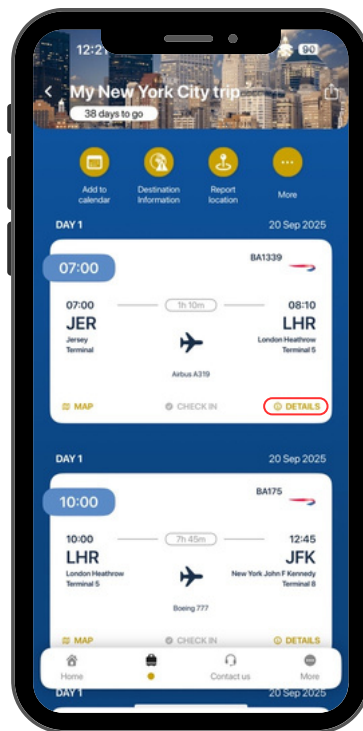 12:21
90
My New York City trip
38 days to go
Add to calendar
Destination Information
Report location
More
DAY 1 20 Sep 2025
07:00
BA1339
07:00 1h 10m 08:10
JER LHR
Jersey London Heathrow
Terminal Terminal 5
Airbus A319
MAP CHECK IN DETAILS
DAY 1 20 Sep 2025
10:00
BA175
10:00 7h 45m 12:45
LHR JFK
London Heathrow New York John F Kennedy
Terminal 5 Terminal 8
Boeing 777
MAP CHECK IN DETAILS
Home Contact us More
DAY 1 20 Sep 2025